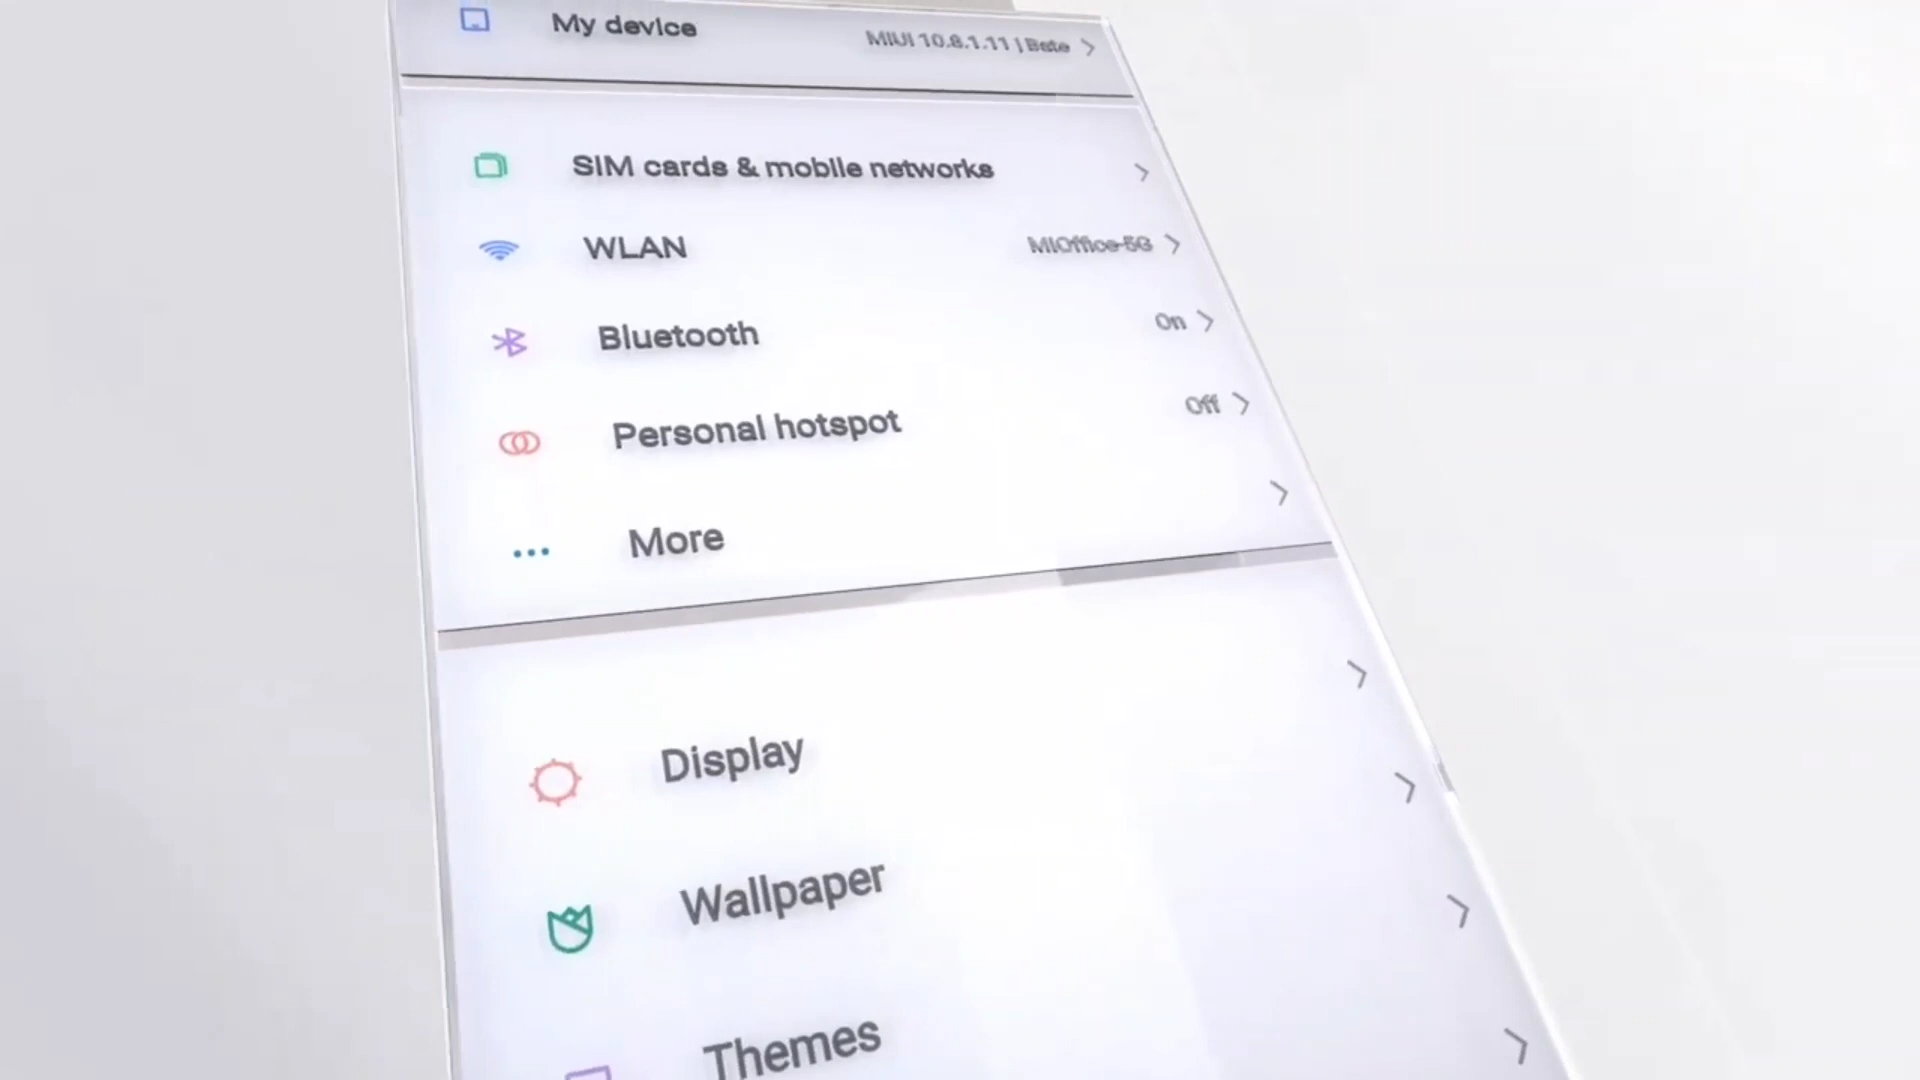 My device
MIUI 10.8.1.11 | Beta
SIM cards & mobile networks
WLAN
MIOffice-5G
Bluetooth
On
Personal hotspot
Off
More
Display
Wallpaper
Themes